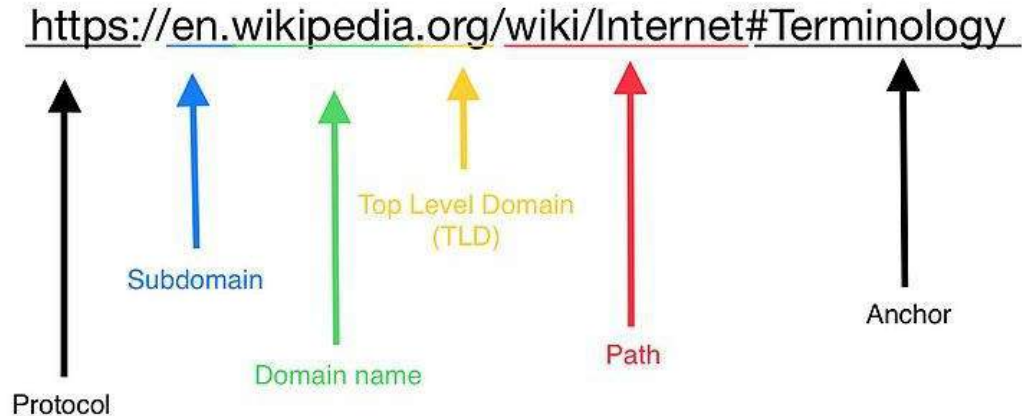 https://en.wikipedia.org/wiki/Internet#Terminology
Top Level Domain
(TLD)
Subdomain
Anchor
Path
Domain name
Protocol